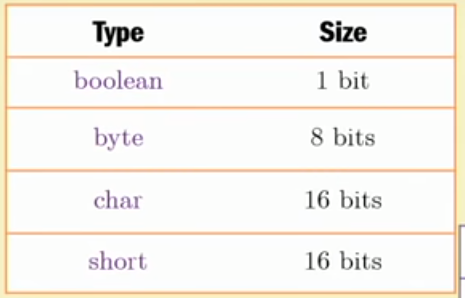 Type Size
boolean 1 bit
byte 8 bits
char 16 bits
short 16 bits